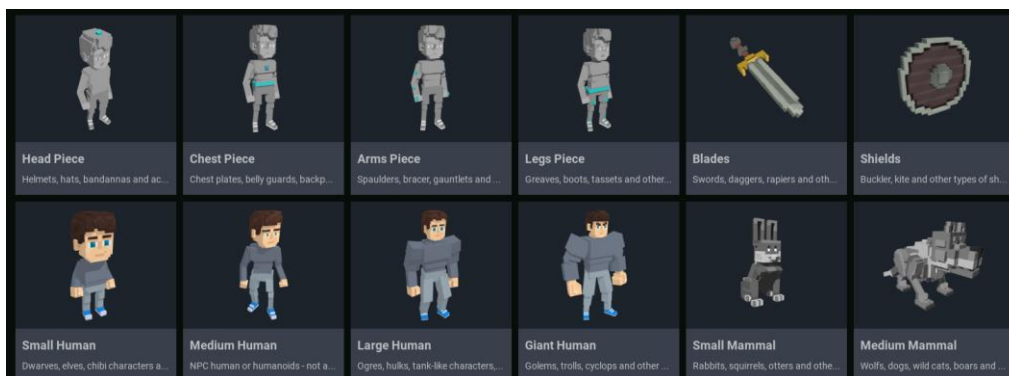 Head Piece
Helmets, hats, bandannas and ac...
Chest Piece
Chest plates, belly guards, backp...
Arms Piece
Spaulders, bracer, gauntlets and ...
Legs Piece
Greaves, boots, tassets and other...
Blades
Swords, daggers, rapiers and oth...
Shields
Buckler, kite and other types of sh...
Small Human
Dwarves, elves, chibi characters a...
Medium Human
NPC human or humanoids - not a...
Large Human
Ogres, hulks, tank-like characters,...
Giant Human
Golems, trolls, cyclops and other ...
Small Mammal
Rabbits, squirrels, otters and othe...
Medium Mammal
Wolfs, dogs, wild cats, boars and ...